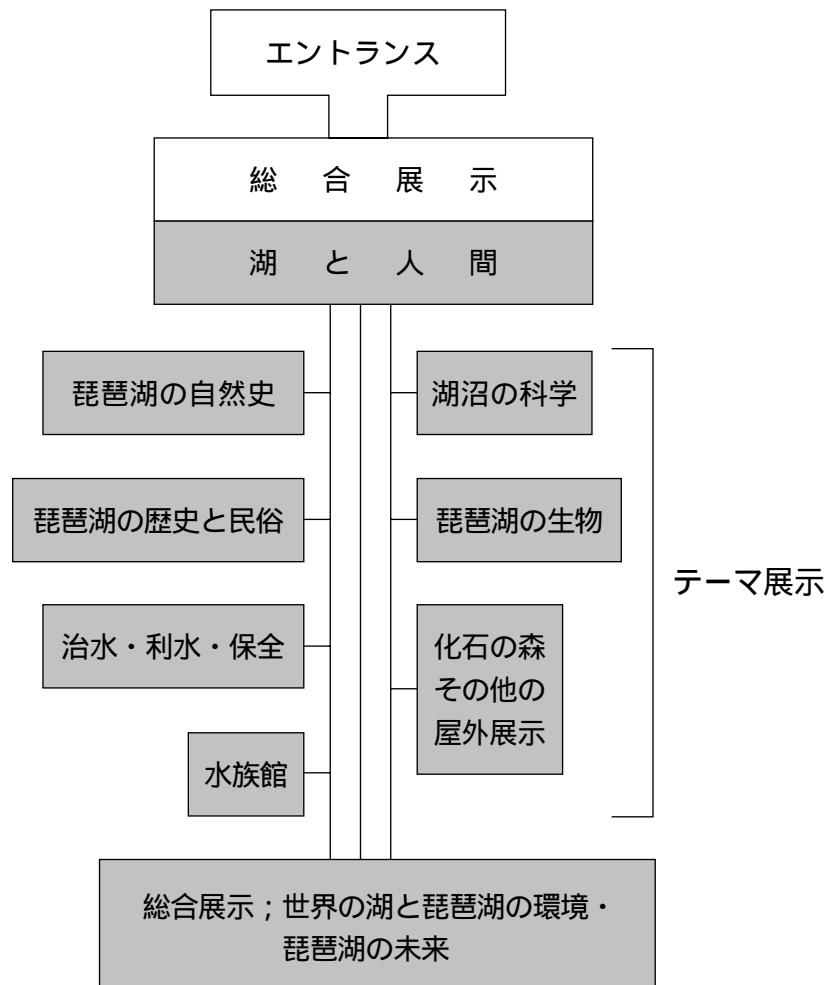 エントランス
総合展示
湖と人間
琵琶湖の自然史
湖沼の科学
琵琶湖の歴史と民俗
琵琶湖の生物
治水・利水・保全
化石の森
その他の
屋外展示
水族館
テーマ展示
総合展示；世界の湖と琵琶湖の環境・
琵琶湖の未来